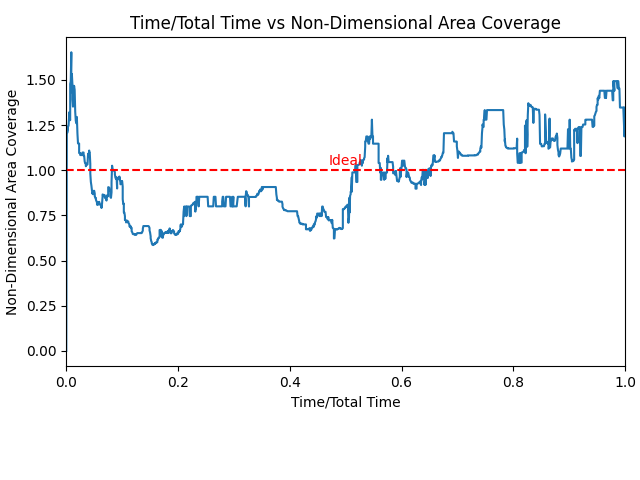 Time/Total Time vs Non-Dimensional Area Coverage
Non-Dimensional Area Coverage
1.50
1.25
1.00
0.75
0.50
0.25
0.00
Ideal
0.0 0.2 0.4 0.6 0.8 1.0
Time/Total Time